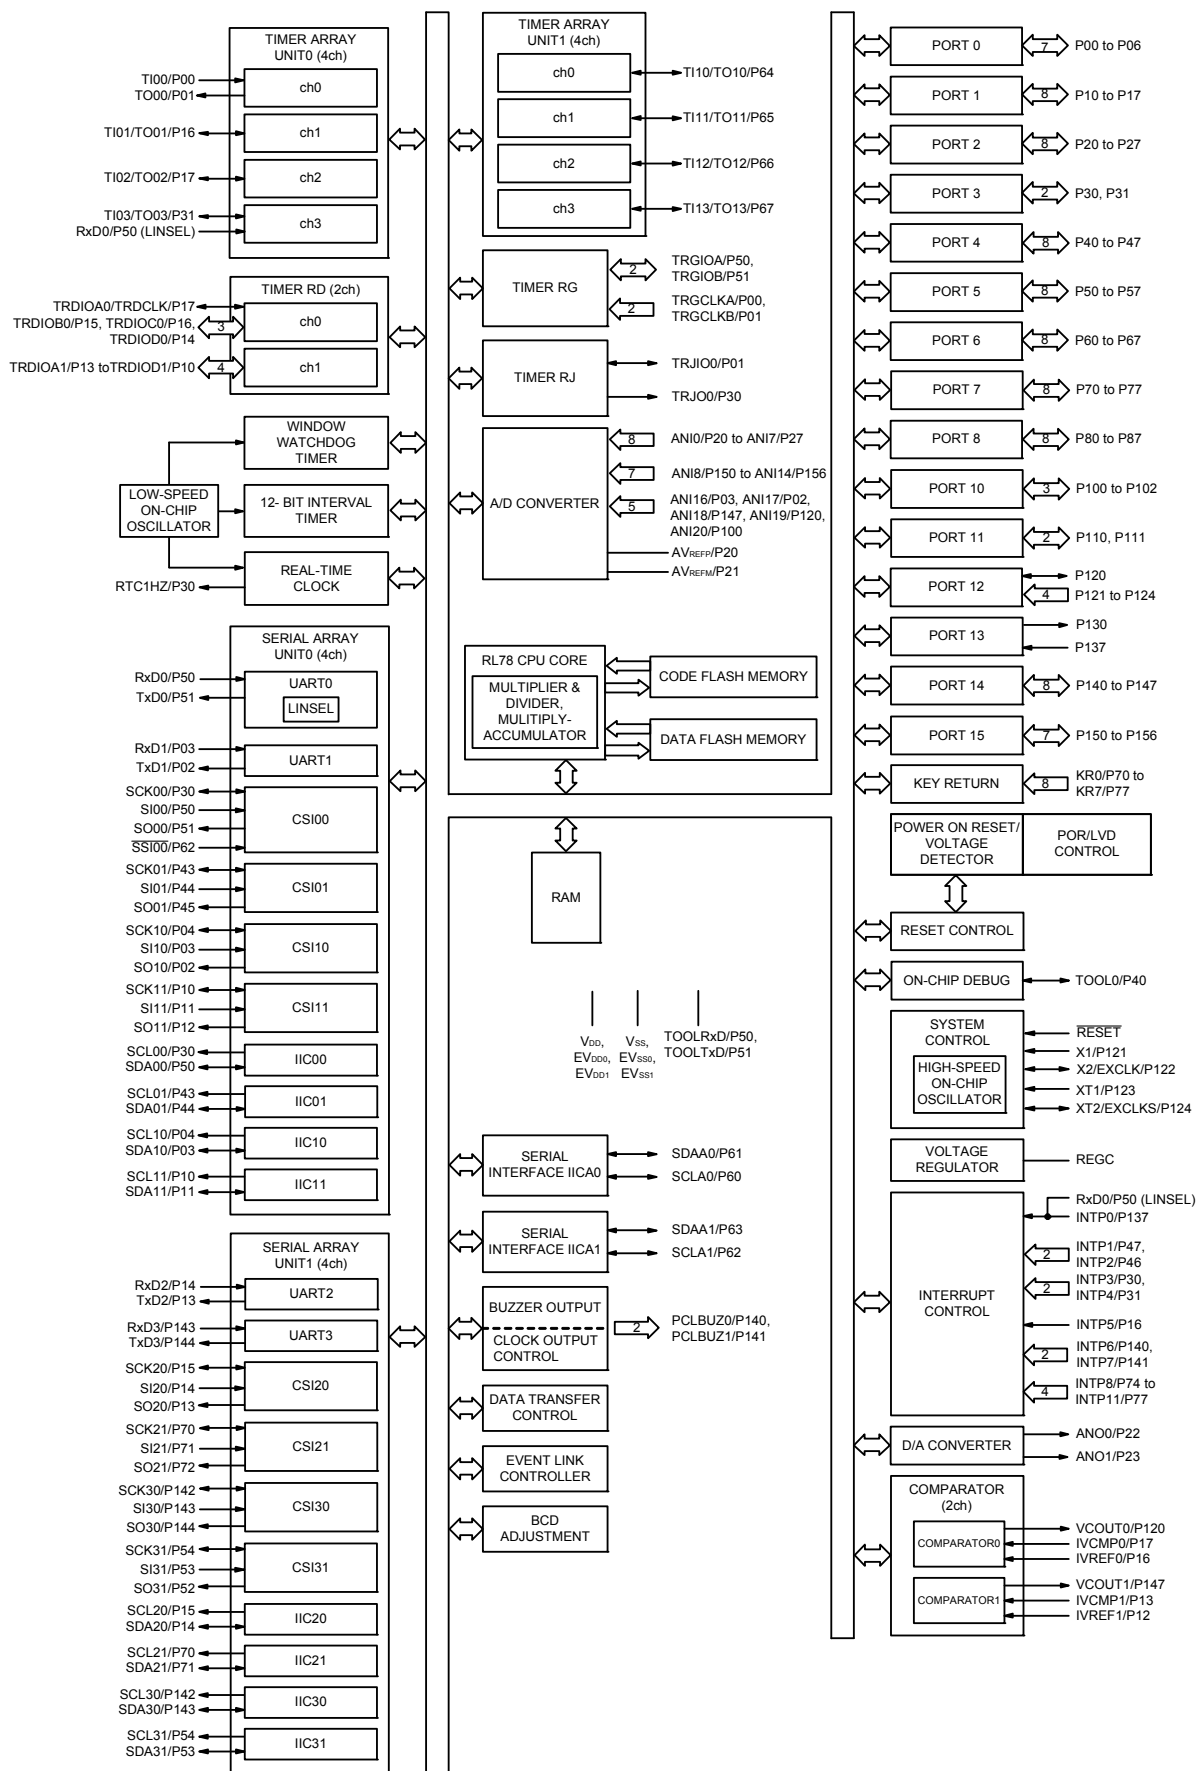 TIMER ARRAY
UNIT0 (4ch)
TI00/P00
TO00/P01
ch0
TI01/TO01/P16
ch1
TI02/TO02/P17
ch2
TI03/TO03/P31
RxD0/P50 (LINSEL)
ch3
TIMER RD (2ch)
TRDIOA0/TRDCLK/P17
TRDIOB0/P15, TRDIOC0/P16,
TRDIOD0/P14
3
ch0
TRDIOA1/P13 toTRDIOD1/P10
4
ch1
WINDOW
WATCHDOG
TIMER
LOW-SPEED
ON-CHIP
OSCILLATOR
12- BIT INTERVAL
TIMER
RTC1HZ/P30
REAL-TIME
CLOCK
SERIAL ARRAY
UNIT0 (4ch)
RxD0/P50
TxD0/P51
UART0
LINSEL
RxD1/P03
TxD1/P02
UART1
SCK00/P30
SI00/P50
SO00/P51
SSI00/P62
CSI00
SCK01/P43
SI01/P44
SO01/P45
CSI01
SCK10/P04
SI10/P03
SO10/P02
CSI10
SCK11/P10
SI11/P11
SO11/P12
CSI11
SCL00/P30
SDA00/P50
IIC00
SCL01/P43
SDA01/P44
IIC01
SCL10/P04
SDA10/P03
IIC10
SCL11/P10
SDA11/P11
IIC11
SERIAL ARRAY
UNIT1 (4ch)
RxD2/P14
TxD2/P13
UART2
RxD3/P143
TxD3/P144
UART3
SCK20/P15
SI20/P14
SO20/P13
CSI20
SCK21/P70
SI21/P71
SO21/P72
CSI21
SCK30/P142
SI30/P143
SO30/P144
CSI30
SCK31/P54
SI31/P53
SO31/P52
CSI31
SCL20/P15
SDA20/P14
IIC20
SCL21/P70
SDA21/P71
IIC21
SCL30/P142
SDA30/P143
IIC30
SCL31/P54
SDA31/P53
IIC31
TIMER ARRAY
UNIT1 (4ch)
ch0
TI10/TO10/P64
ch1
TI11/TO11/P65
ch2
TI12/TO12/P66
ch3
TI13/TO13/P67
TIMER RG
2
TRGIOA/P50,
TRGIOB/P51
2
TRGCLKA/P00,
TRGCLKB/P01
TIMER RJ
TRJIO0/P01
TRJO0/P30
A/D CONVERTER
8
ANI0/P20 to ANI7/P27
7
ANI8/P150 to ANI14/P156
5
ANI16/P03, ANI17/P02,
ANI18/P147, ANI19/P120,
ANI20/P100
AVREFP/P20
AVREFM/P21
RL78 CPU CORE
MULTIPLIER &
DIVIDER,
MULITIPLY-
ACCUMULATOR
CODE FLASH MEMORY
DATA FLASH MEMORY
RAM
VDD,
EVDD0,
EVDD1
VSS,
EVSS0,
EVSS1
TOOLRxD/P50,
TOOLTxD/P51
SERIAL
INTERFACE IICA0
SDAA0/P61
SCLA0/P60
SERIAL
INTERFACE IICA1
SDAA1/P63
SCLA1/P62
BUZZER OUTPUT
CLOCK OUTPUT
CONTROL
2
PCLBUZ0/P140,
PCLBUZ1/P141
DATA TRANSFER
CONTROL
EVENT LINK
CONTROLLER
BCD
ADJUSTMENT
PORT 0
7
P00 to P06
PORT 1
8
P10 to P17
PORT 2
8
P20 to P27
PORT 3
2
P30, P31
PORT 4
8
P40 to P47
PORT 5
8
P50 to P57
PORT 6
8
P60 to P67
PORT 7
8
P70 to P77
PORT 8
8
P80 to P87
PORT 10
3
P100 to P102
PORT 11
2
P110, P111
PORT 12
P120
4
P121 to P124
PORT 13
P130
P137
PORT 14
8
P140 to P147
PORT 15
7
P150 to P156
KEY RETURN
8
KR0/P70 to
KR7/P77
POWER ON RESET/
VOLTAGE
DETECTOR
POR/LVD
CONTROL
RESET CONTROL
ON-CHIP DEBUG
TOOL0/P40
SYSTEM
CONTROL
HIGH-SPEED
ON-CHIP
OSCILLATOR
RESET
X1/P121
X2/EXCLK/P122
XT1/P123
XT2/EXCLKS/P124
VOLTAGE
REGULATOR
REGC
INTERRUPT
CONTROL
RxD0/P50 (LINSEL)
INTP0/P137
2
INTP1/P47,
INTP2/P46
2
INTP3/P30,
INTP4/P31
INTP5/P16
2
INTP6/P140,
INTP7/P141
4
INTP8/P74 to
INTP11/P77
D/A CONVERTER
ANO0/P22
ANO1/P23
COMPARATOR
(2ch)
COMPARATOR0
VCOUT0/P120
IVCMP0/P17
IVREF0/P16
COMPARATOR1
VCOUT1/P147
IVCMP1/P13
IVREF1/P12